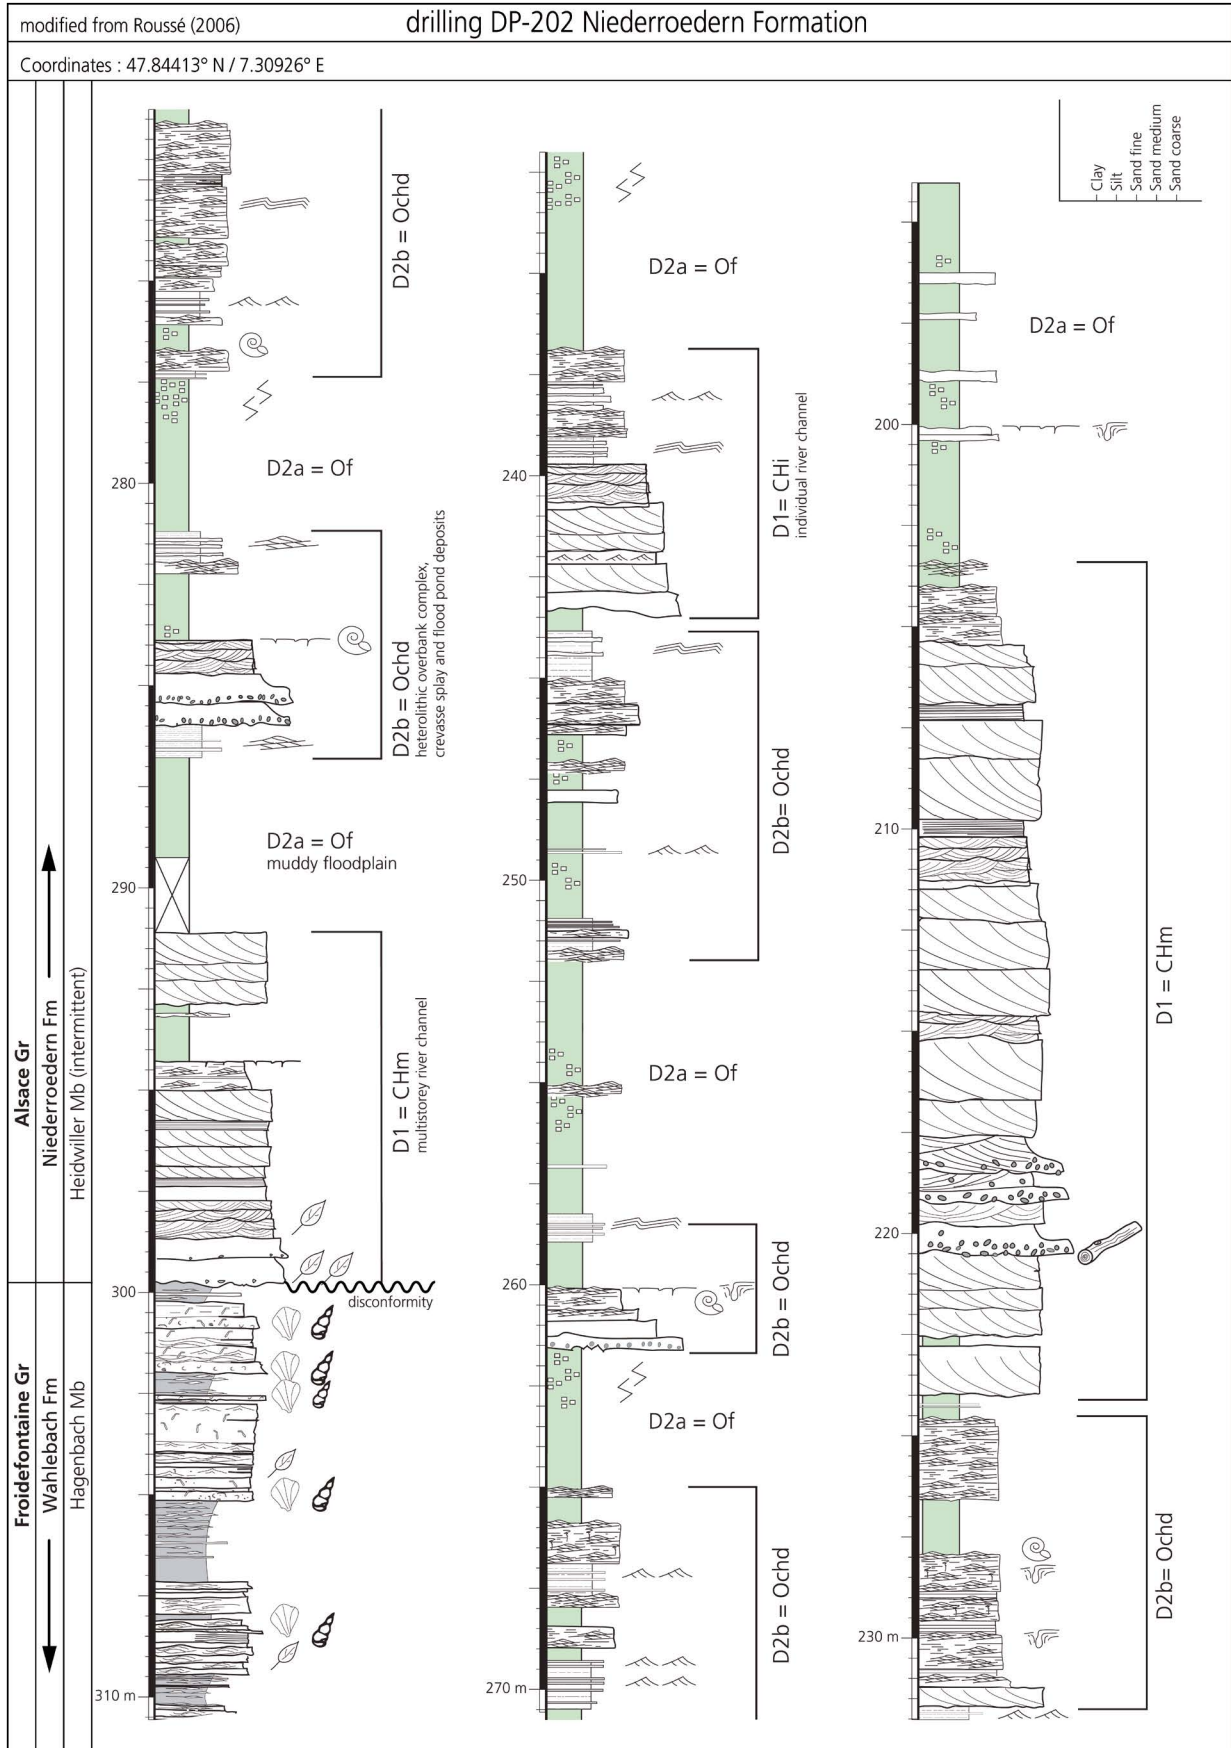 modified from Roussé (2006)
drilling DP-202 Niederroedern Formation
Coordinates : 47.84413° N / 7.30926° E
Alsace Gr
Niederroedern Fm
Heidwiller Mb (intermittent)
Froidefontaine Gr
Wahlebach Fm
Hagenbach Mb
280
290
300
310 m
D2b = Ochd
D2a = Of
D2b = Ochd
heterolithic overbank complex,
crevasse splay and flood pond deposits
D2a = Of
muddy floodplain
D1 = CHm
multistorey river channel
disconformity
240
250
260
270 m
D2a = Of
D1= CHi
individual river channel
D2b= Ochd
D2a = Of
D2b = Ochd
D2a = Of
D2b = Ochd
Clay
Silt
Sand fine
Sand medium
Sand coarse
200
210
220
230 m
D2a = Of
D1 = CHm
D2b= Ochd